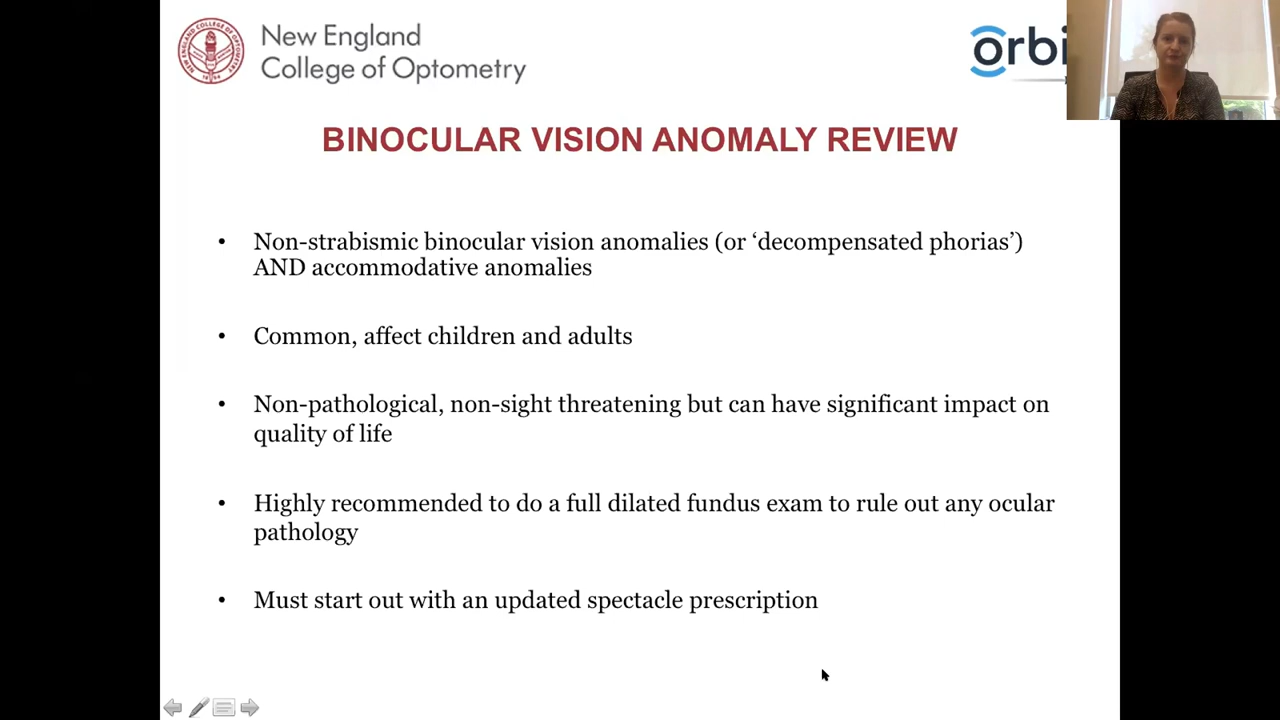 New England
College of Optometry
orbi
BINOCULAR VISION ANOMALY REVIEW
• Non-strabismic binocular vision anomalies (or ‘decompensated phorias’)
AND accommodative anomalies
• Common, affect children and adults
• Non-pathological, non-sight threatening but can have significant impact on
quality of life
• Highly recommended to do a full dilated fundus exam to rule out any ocular
pathology
• Must start out with an updated spectacle prescription